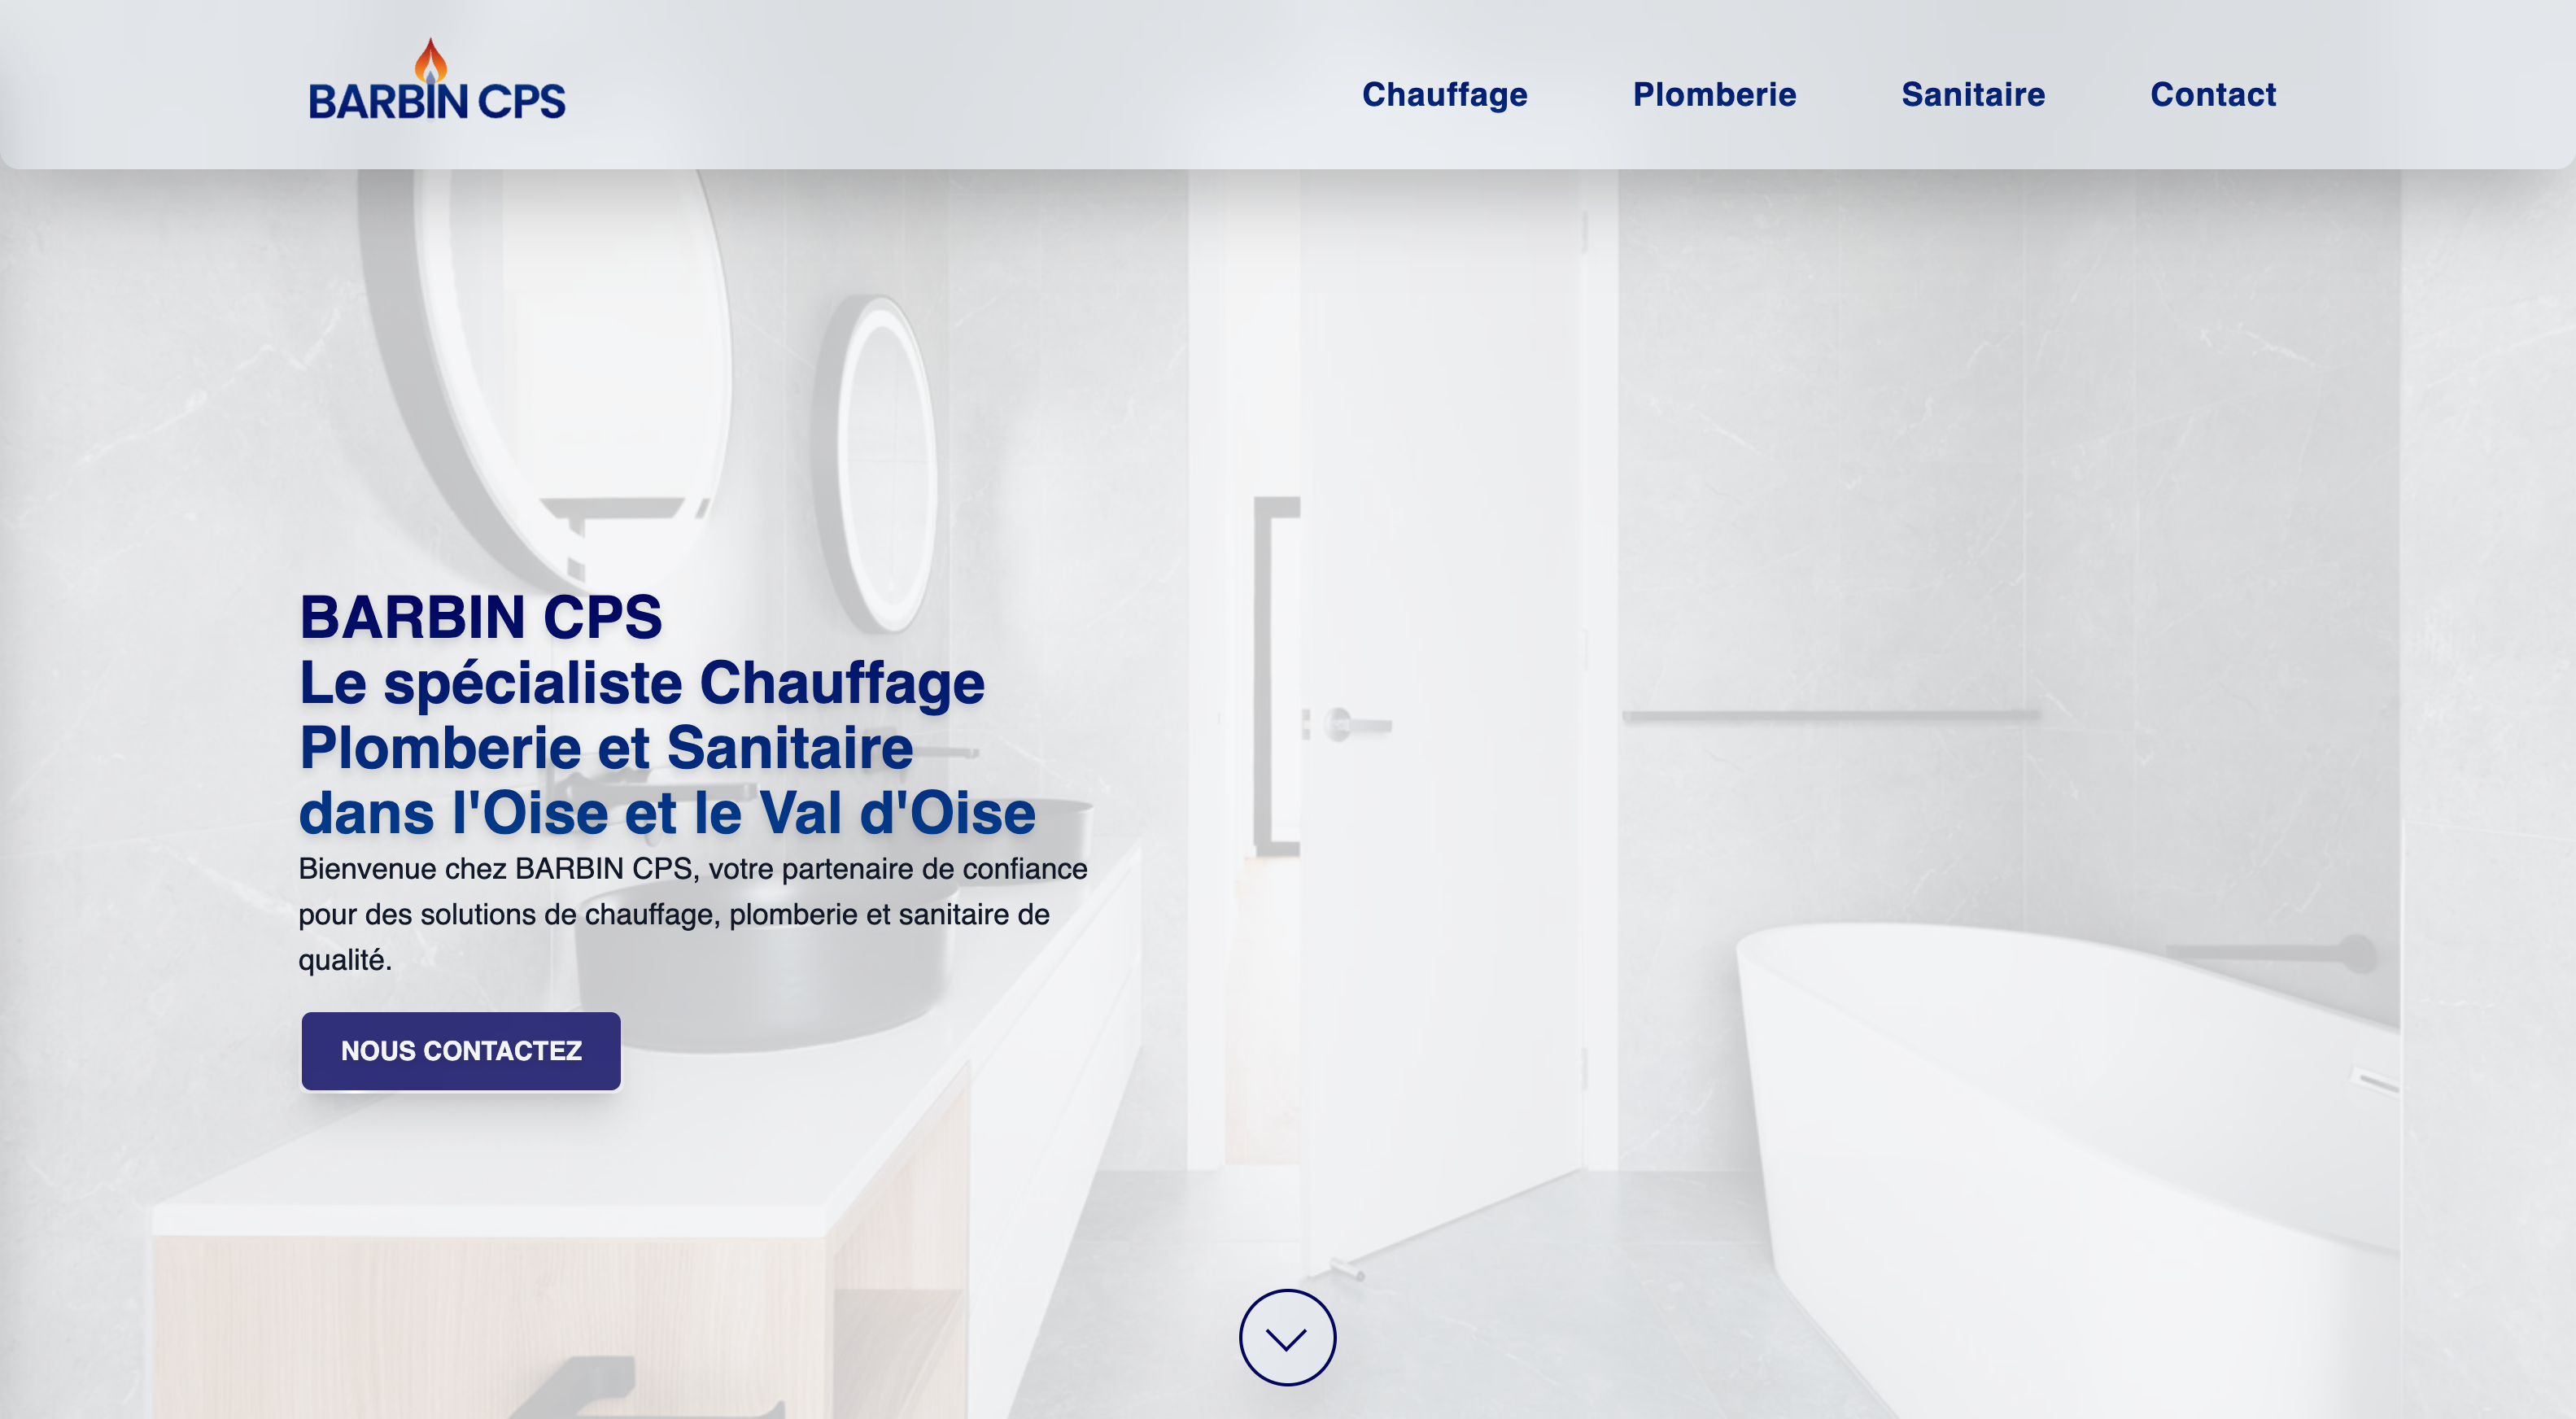 BARBIN CPS
Chauffage
Plomberie
Sanitaire
Contact
BARBIN CPS
Le spécialiste Chauffage
Plomberie et Sanitaire
dans l'Oise et le Val d'Oise
Bienvenue chez BARBIN CPS, votre partenaire de confiance
pour des solutions de chauffage, plomberie et sanitaire de
qualité.
NOUS CONTACTEZ